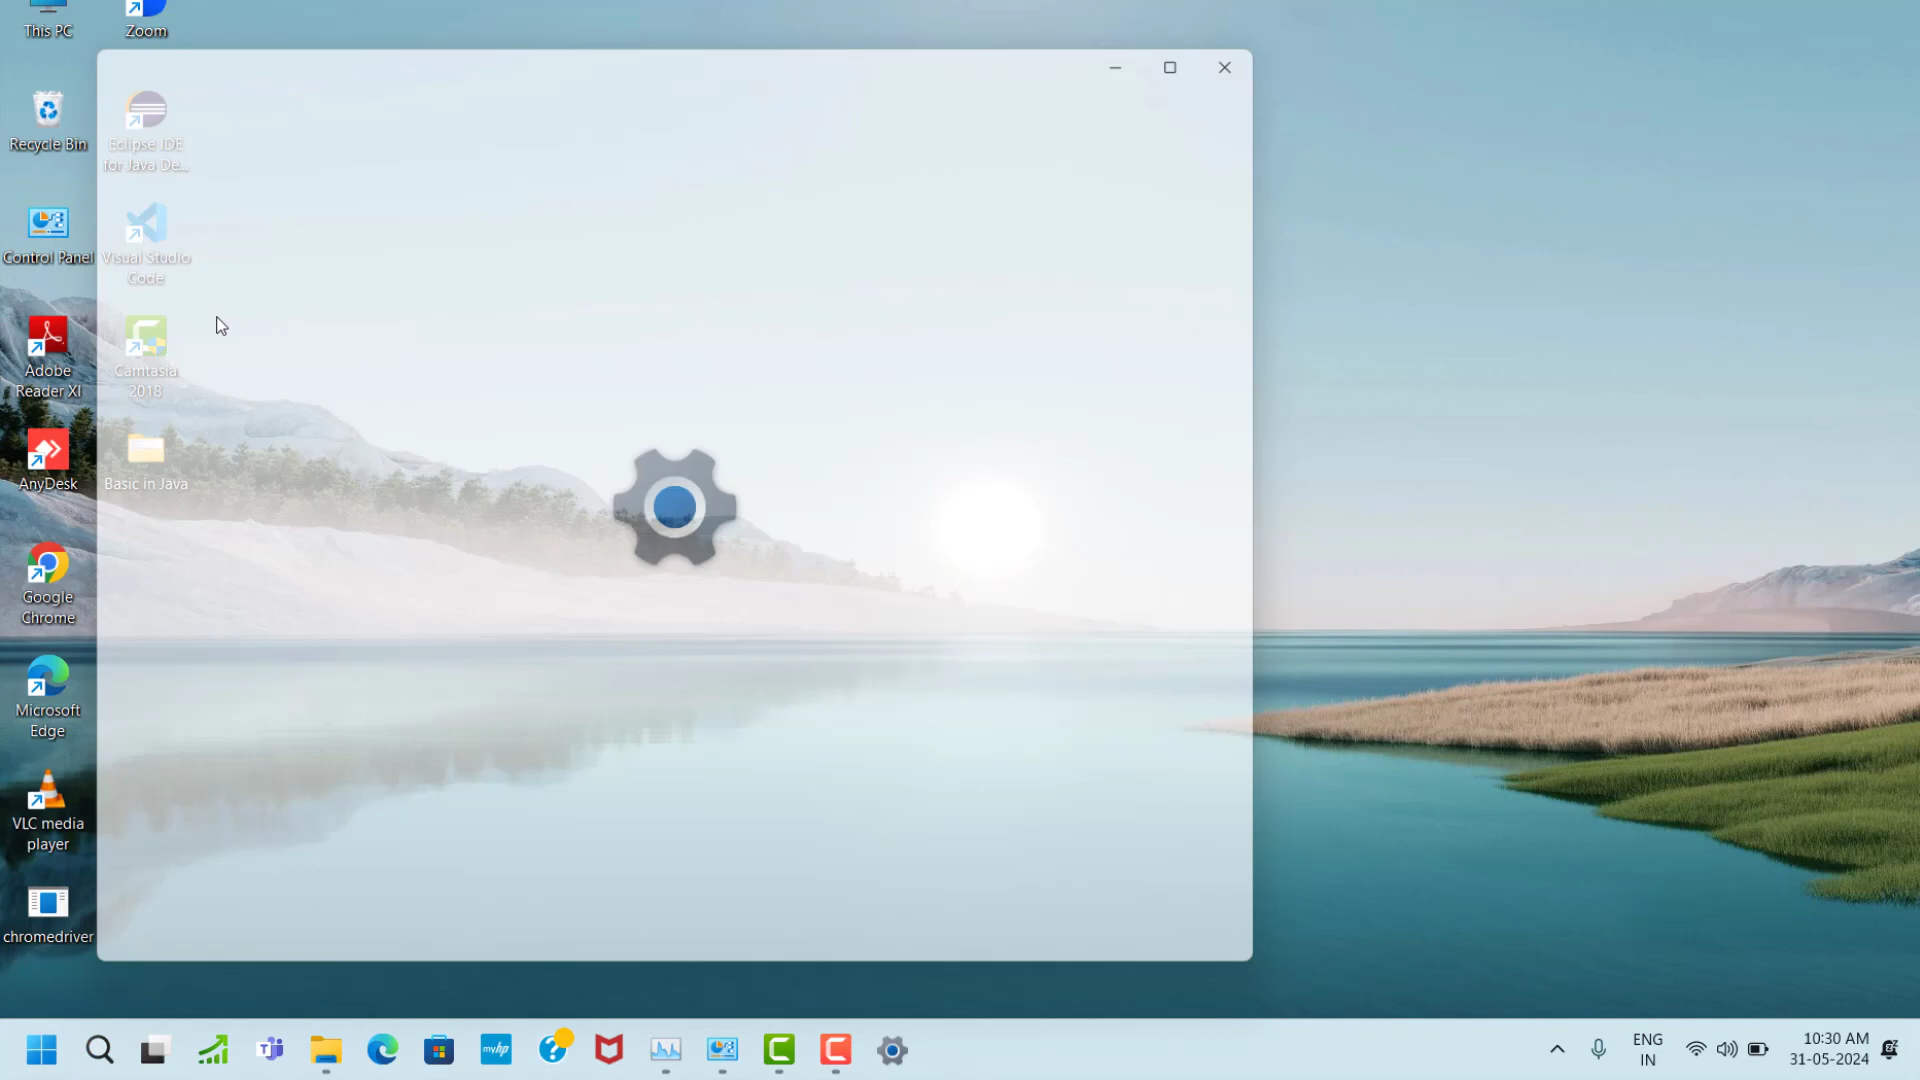 This PC
Zoom
Recycle Bin
Eclipse IDE
for Java De...
Control Panel
Visual Studio
Code
Adobe
Reader XI
Camtasia
2018
AnyDesk
Basic in Java
Google
Chrome
Microsoft
Edge
VLC media
player
chromedriver
myhp
ENG
IN
10:30 AM
31-05-2024